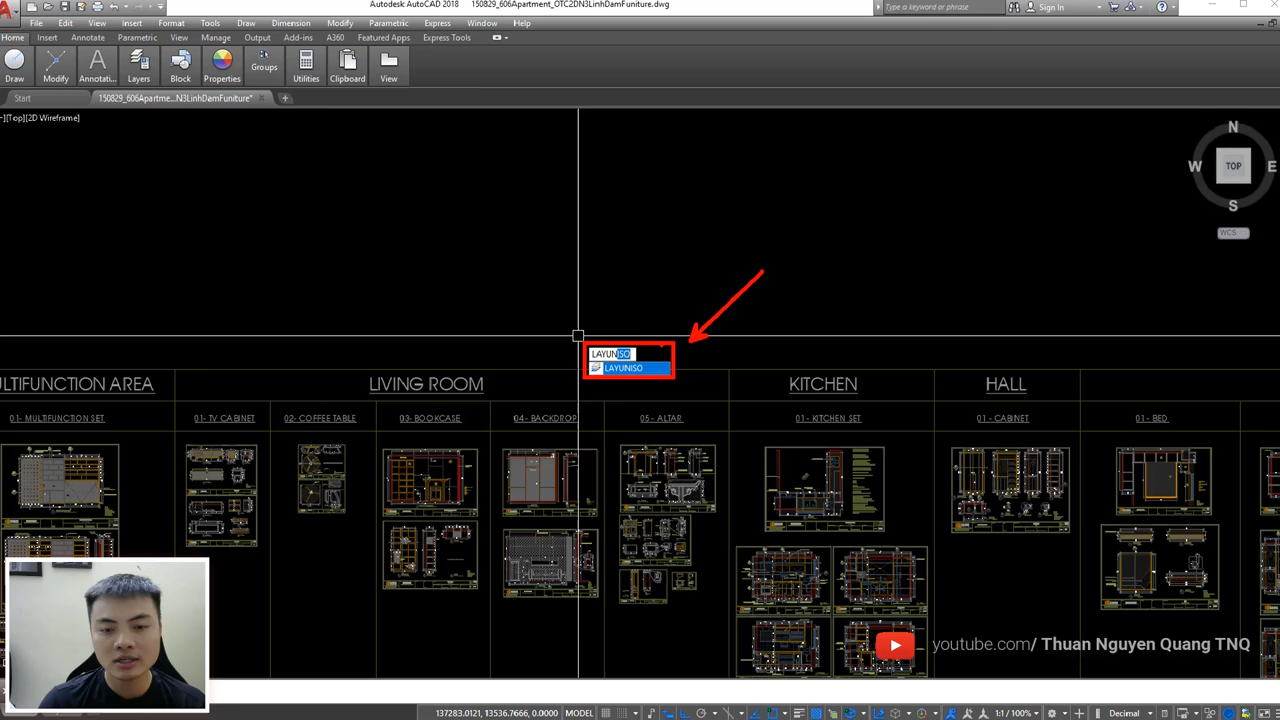 Autodesk AutoCAD 2018 150829_606Apartment_OTC2DN3LinhDamFuniture.dwg
Type a keyword or phrase
Sign In
File Edit View Insert Format Tools Draw Dimension Modify Parametric Express Window Help
Home Insert Annotate Parametric View Manage Output Add-ins A360 Featured Apps Express Tools
Draw Modify Annotati... Layers Block Properties Groups Utilities Clipboard View
Start 150829_606Apartme...N3LinhDamFuniture*
-][Top][2D Wireframe]
N
W TOP E
S
WCS
LAYUNISO
LAYUNISO
ULTIFUNCTION AREA LIVING ROOM KITCHEN HALL
01- MULTIFUNCTION SET 01- TV CABINET 02- COFFEE TABLE 03- BOOKCASE 04- BACKDROP 05 - ALTAR 01 - KITCHEN SET 01 - CABINET 01 - BED
youtube.com/ Thuan Nguyen Quang TNQ
137283.0121, 13536.7666, 0.0000 MODEL 1:1 / 100% Decimal